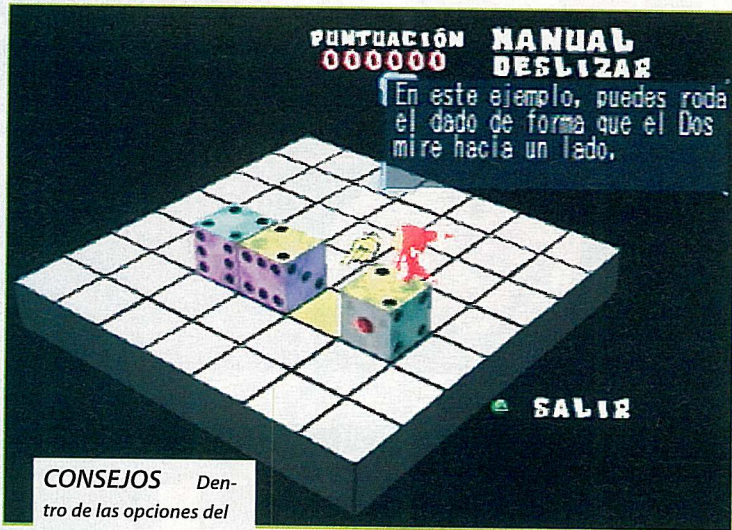 PUNTUACIÓN
000000
MANUAL
DESLIZAR
En este ejemplo, puedes roda
el dado de forma que el Dos
mire hacia un lado.
SALIR
CONSEJOS Den-
tro de las opciones del